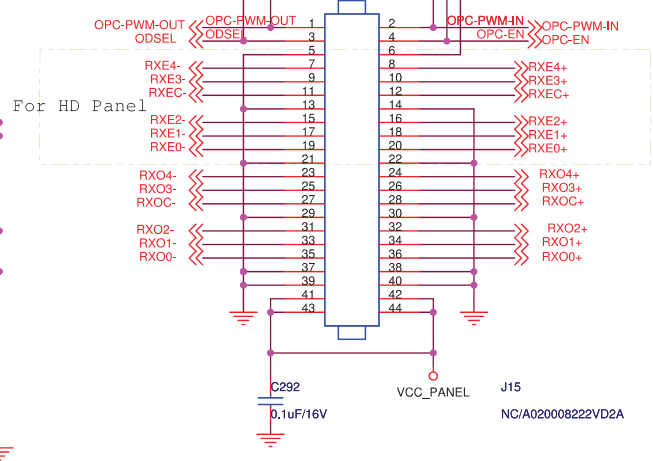 OPC-PWM-OUT OPC-PWM-OUT 1 2 OPC-PWM-IN OPC-PWM-IN
ODSEL ODSEL 3 4 OPC-EN OPC-EN
5 6
RXE4- 7 8 RXE4+
RXE3- 9 10 RXE3+
RXEC- 11 12 RXEC+
For HD Panel 13 14
RXE2- 15 16 RXE2+
RXE1- 17 18 RXE1+
RXE0- 19 20 RXE0+
21 22
RXO4- 23 24 RXO4+
RXO3- 25 26 RXO3+
RXOC- 27 28 RXOC+
29 30
RXO2- 31 32 RXO2+
RXO1- 33 34 RXO1+
RXO0- 35 36 RXO0+
37 38
39 40
41 42
43 44
C292 VCC_PANEL J15
0.1uF/16V NC/A020008222VD2A